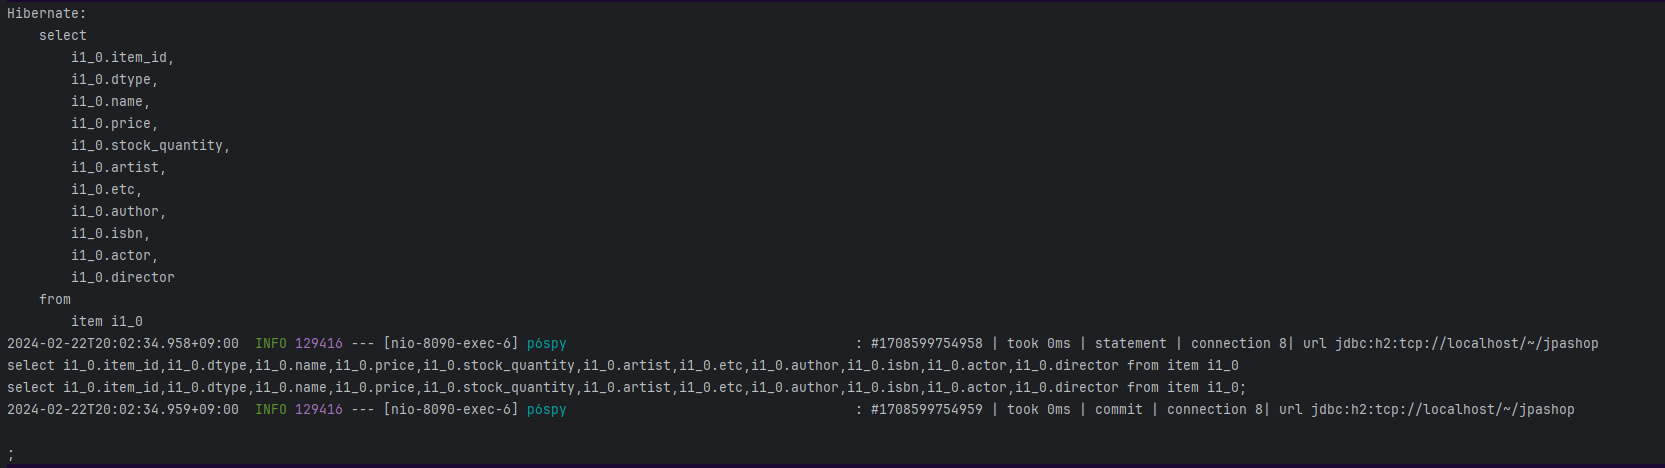 Hibernate:
    select
        i1_0.item_id,
        i1_0.dtype,
        i1_0.name,
        i1_0.price,
        i1_0.stock_quantity,
        i1_0.artist,
        i1_0.etc,
        i1_0.author,
        i1_0.isbn,
        i1_0.actor,
        i1_0.director
    from
        item i1_0
2024-02-22T20:02:34.958+09:00  INFO 129416 --- [nio-8090-exec-6] p6spy                                    : #1708599754958 | took 0ms | statement | connection 8| url jdbc:h2:tcp://localhost/~/jpashop
select i1_0.item_id,i1_0.dtype,i1_0.name,i1_0.price,i1_0.stock_quantity,i1_0.artist,i1_0.etc,i1_0.author,i1_0.isbn,i1_0.actor,i1_0.director from item i1_0
select i1_0.item_id,i1_0.dtype,i1_0.name,i1_0.price,i1_0.stock_quantity,i1_0.artist,i1_0.etc,i1_0.author,i1_0.isbn,i1_0.actor,i1_0.director from item i1_0;
2024-02-22T20:02:34.959+09:00  INFO 129416 --- [nio-8090-exec-6] p6spy                                    : #1708599754959 | took 0ms | commit | connection 8| url jdbc:h2:tcp://localhost/~/jpashop
;